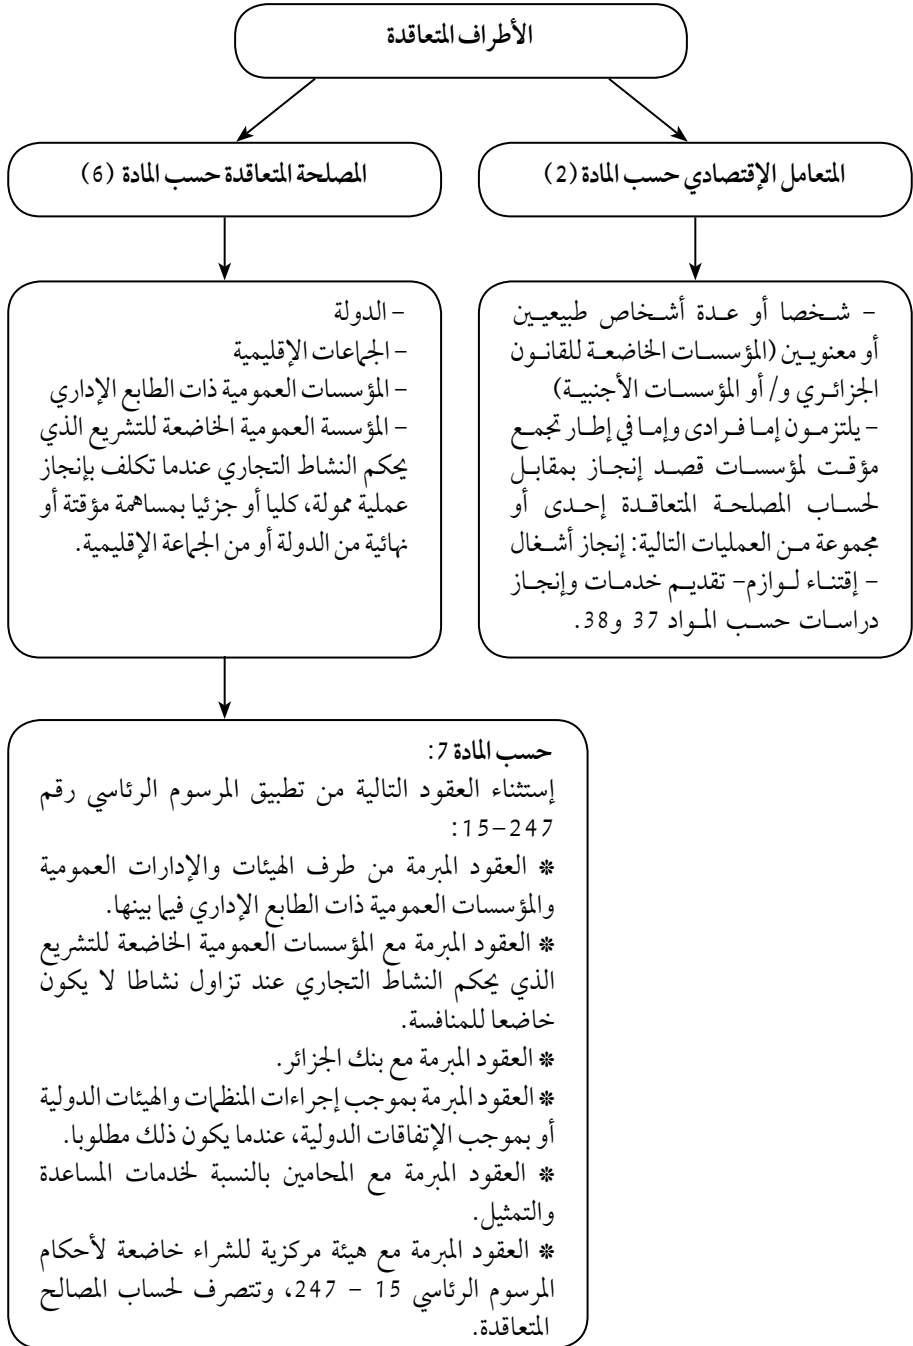 الأطراف المتعاقدة
المتعامل الإقتصادي حسب المادة (2)
المصلحة المتعاقدة حسب المادة (6)
– شخصا أو عدة أشخاص طبيعيين
أو معنويين (المؤسسات الخاضعة للقانون
الجزائري و/ أو المؤسسات الأجنبية)
– يلتزمون إما فرادى وإما في إطار تجمع
مؤقت لمؤسسات قصد إنجاز بمقابل
لحساب المصلحة المتعاقدة إحدى أو
مجموعة من العمليات التالية: إنجاز أشغال
– إقتناء لوازم– تقديم خدمات وإنجاز
دراسات حسب المواد 37 و38.
– الدولة
– الجماعات الإقليمية
– المؤسسات العمومية ذات الطابع الإداري
– المؤسسة العمومية الخاضعة للتشريع الذي
يحكم النشاط التجاري عندما تكلف بإنجاز
عملية ممولة، كليا أو جزئيا بمساهمة مؤقتة أو
نهائية من الدولة أو من الجماعة الإقليمية.
حسب المادة 7:
إستثناء العقود التالية من تطبيق المرسوم الرئاسي رقم
15–247:
* العقود المبرمة من طرف الهيئات والإدارات العمومية
والمؤسسات العمومية ذات الطابع الإداري فيما بينها.
* العقود المبرمة مع المؤسسات العمومية الخاضعة للتشريع
الذي يحكم النشاط التجاري عند تزاول نشاطا لا يكون
خاضعا للمنافسة.
* العقود المبرمة مع بنك الجزائر.
* العقود المبرمة بموجب إجراءات المنظمات والهيئات الدولية
أو بموجب الإتفاقات الدولية، عندما يكون ذلك مطلوبا.
* العقود المبرمة مع المحامين بالنسبة لخدمات المساعدة
والتمثيل.
* العقود المبرمة مع هيئة مركزية للشراء خاضعة لأحكام
المرسوم الرئاسي 15 – 247، وتتصرف لحساب المصالح
المتعاقدة.